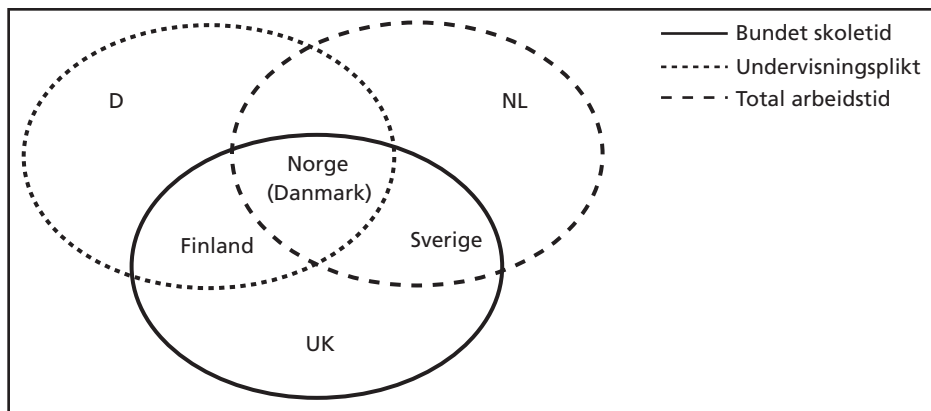 Bundet skoletid
Undervisningsplikt
Total arbeidstid
D
NL
Norge
(Danmark)
Finland
Sverige
UK